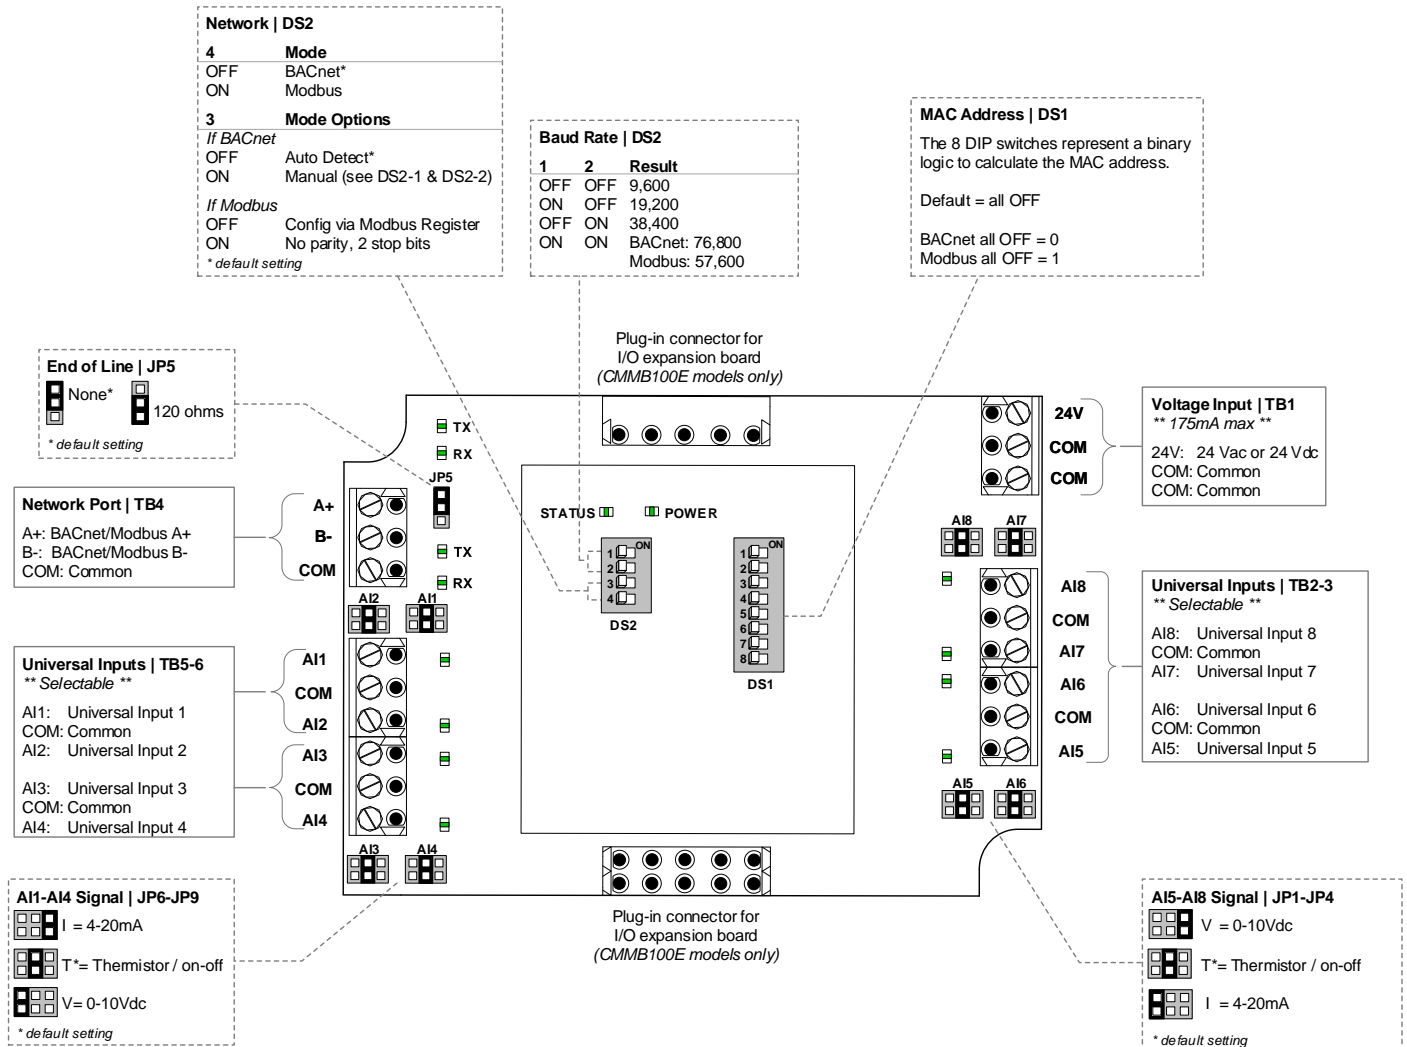 Network | DS2
4 Mode
OFF BACnet*
ON Modbus
3 Mode Options
If BACnet
OFF Auto Detect*
ON Manual (see DS2-1 & DS2-2)
If Modbus
OFF Config via Modbus Register
ON No parity, 2 stop bits
* default setting
Baud Rate | DS2
1 2 Result
OFF OFF 9,600
ON OFF 19,200
OFF ON 38,400
ON ON BACnet: 76,800
Modbus: 57,600
MAC Address | DS1
The 8 DIP switches represent a binary
logic to calculate the MAC address.
Default = all OFF
BACnet all OFF = 0
Modbus all OFF = 1
End of Line | JP5
None*
120 ohms
* default setting
Plug-in connector for
I/O expansion board
(CMMB100E models only)
Voltage Input | TB1
** 175mA max **
24V: 24 Vac or 24 Vdc
COM: Common
COM: Common
Network Port | TB4
A+: BACnet/Modbus A+
B-: BACnet/Modbus B-
COM: Common
TX
RX
JP5
A+
B-
COM
TX
RX
AI2 AI1
STATUS POWER
ON
1
2
3
4
DS2
ON
1
2
3
4
5
6
7
8
DS1
24V
COM
COM
AI8 AI7
AI8
COM
AI7
AI6
COM
AI5
AI5 AI6
Universal Inputs | TB2-3
** Selectable **
AI8: Universal Input 8
COM: Common
AI7: Universal Input 7
AI6: Universal Input 6
COM: Common
AI5: Universal Input 5
Universal Inputs | TB5-6
** Selectable **
AI1: Universal Input 1
COM: Common
AI2: Universal Input 2
AI3: Universal Input 3
COM: Common
AI4: Universal Input 4
AI1
COM
AI2
AI3
COM
AI4
AI3 AI4
AI1-AI4 Signal | JP6-JP9
I = 4-20mA
T*= Thermistor / on-off
V= 0-10Vdc
* default setting
Plug-in connector for
I/O expansion board
(CMMB100E models only)
AI5-AI8 Signal | JP1-JP4
V = 0-10Vdc
T*= Thermistor / on-off
I = 4-20mA
* default setting